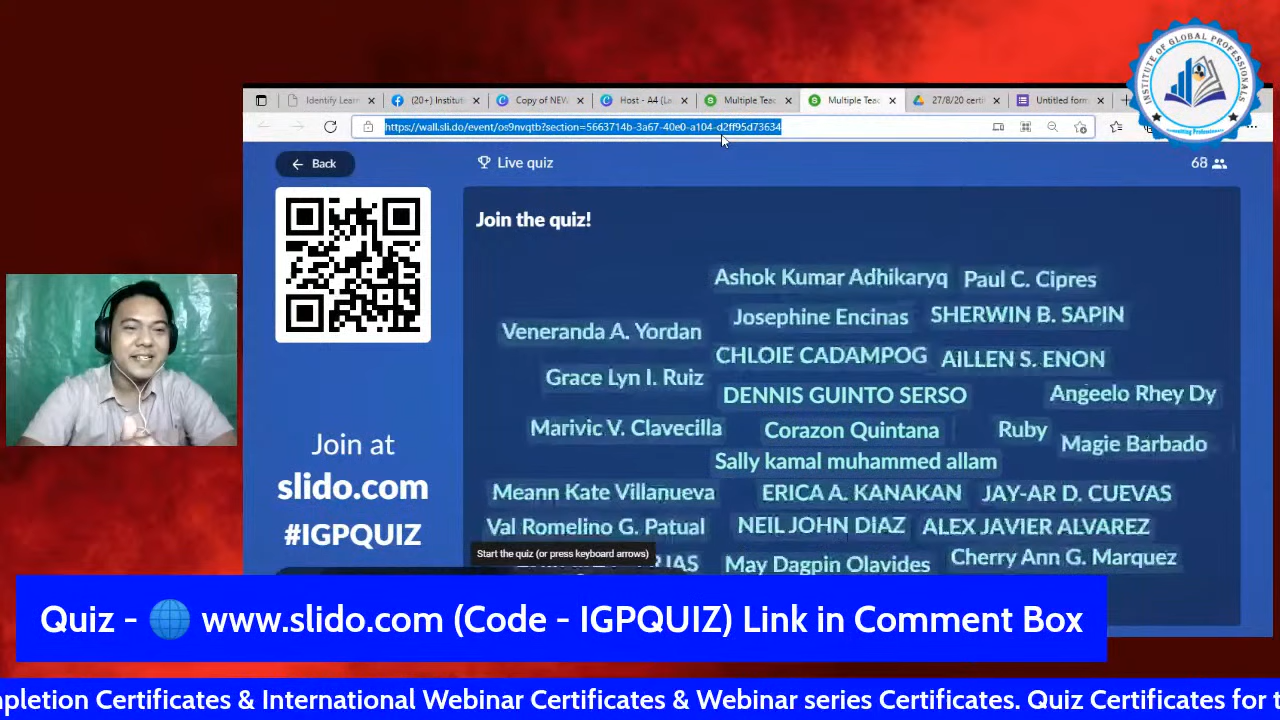 INSTITUTE OF GLOBAL PROFESSIONALS
Identify Lear
(20+) Institut
Copy of NEW
Host - A4 (La
Multiple Teac
Multiple Teac
27/8/20 certi
Untitled form
https://wall.sli.do/event/os9nvqtb?section=5663714b-3a67-40e0-a104-d2ff95d73634
Back
Live quiz
68
Join the quiz!
Ashok Kumar Adhikaryq
Paul C. Cipres
Josephine Encinas
SHERWIN B. SAPIN
Veneranda A. Yordan
CHLOIE CADAMPOG
AILLEN S. ENON
Grace Lyn I. Ruiz
DENNIS GUINTO SERSO
Angeelo Rhey Dy
Marivic V. Clavecilla
Corazon Quintana
Ruby
Magie Barbado
Sally kamal muhammed allam
Meann Kate Villanueva
ERICA A. KANAKAN
JAY-AR D. CUEVAS
Val Romelino G. Patual
NEIL JOHN DIAZ
ALEX JAVIER ALVAREZ
Start the quiz (or press keyboard arrows)
May Dagpin Olavides
Cherry Ann G. Marquez
Join at
slido.com
#IGPQUIZ
Quiz - 🌐 www.slido.com (Code - IGPQUIZ) Link in Comment Box
mpletion Certificates & International Webinar Certificates & Webinar series Certificates. Quiz Certificates for t